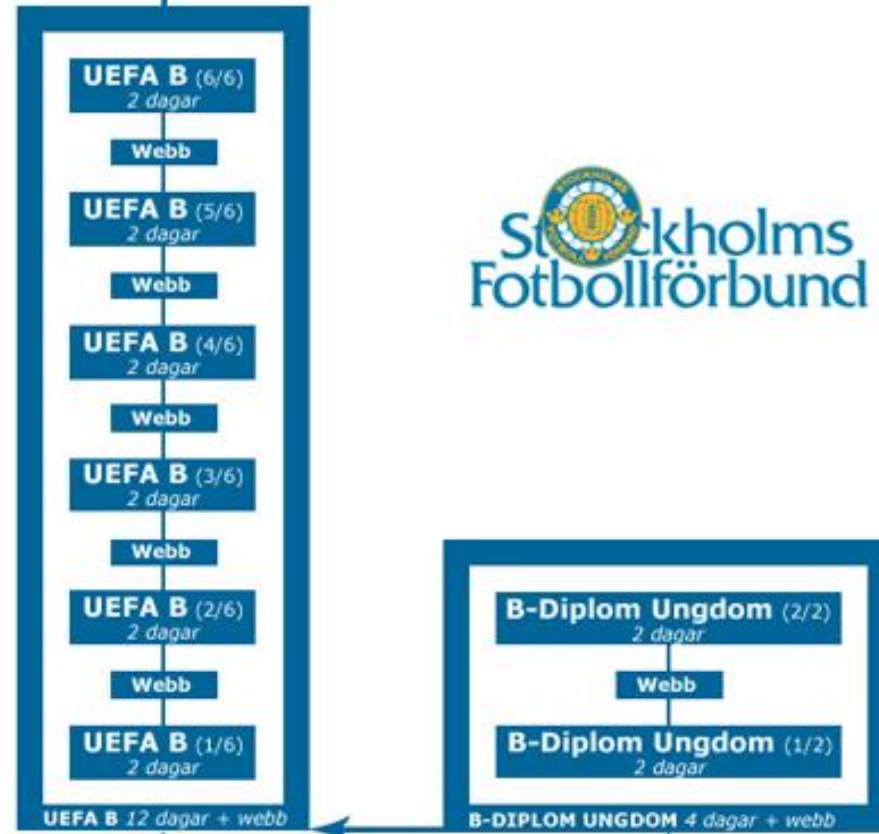 UEFA B (6/6)
2 dagar
Webb
UEFA B (5/6)
2 dagar
Webb
UEFA B (4/6)
2 dagar
Webb
UEFA B (3/6)
2 dagar
Webb
UEFA B (2/6)
2 dagar
Webb
UEFA B (1/6)
2 dagar
UEFA B 12 dagar + webb
STOCKHOLMS
FOTBOLLFÖRBUND
Stockholms
Fotbollförbund
B-Diplom Ungdom (2/2)
2 dagar
Webb
B-Diplom Ungdom (1/2)
2 dagar
B-DIPLOM UNGDOM 4 dagar + webb